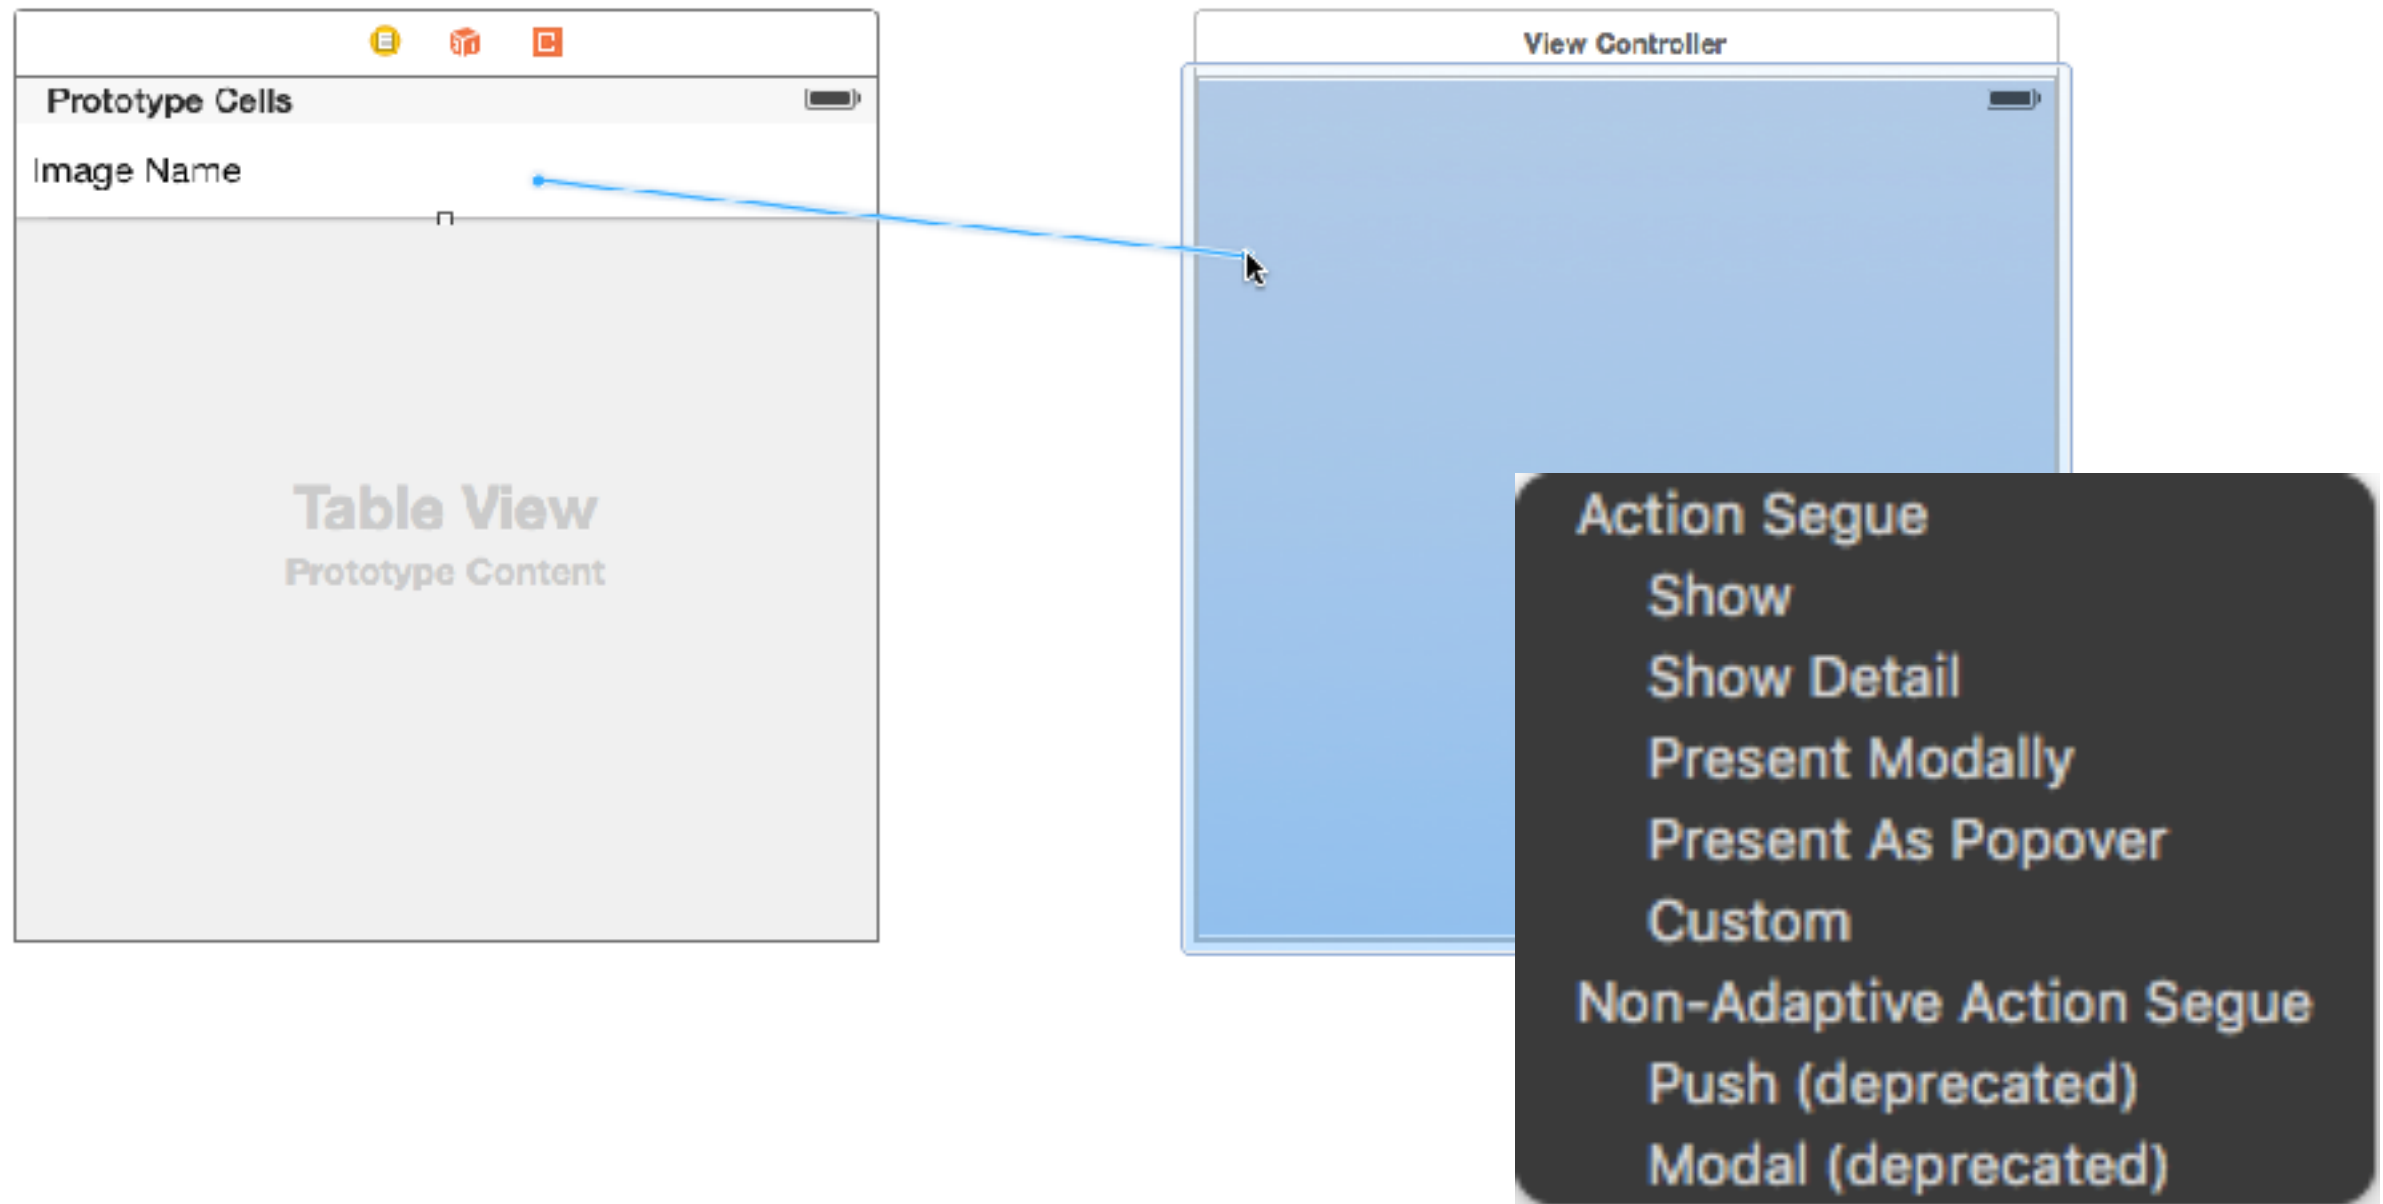 Prototype Cells
Image Name
Table View
Prototype Content
View Controller
Action Segue
Show
Show Detail
Present Modally
Present As Popover
Custom
Non-Adaptive Action Segue
Push (deprecated)
Modal (deprecated)